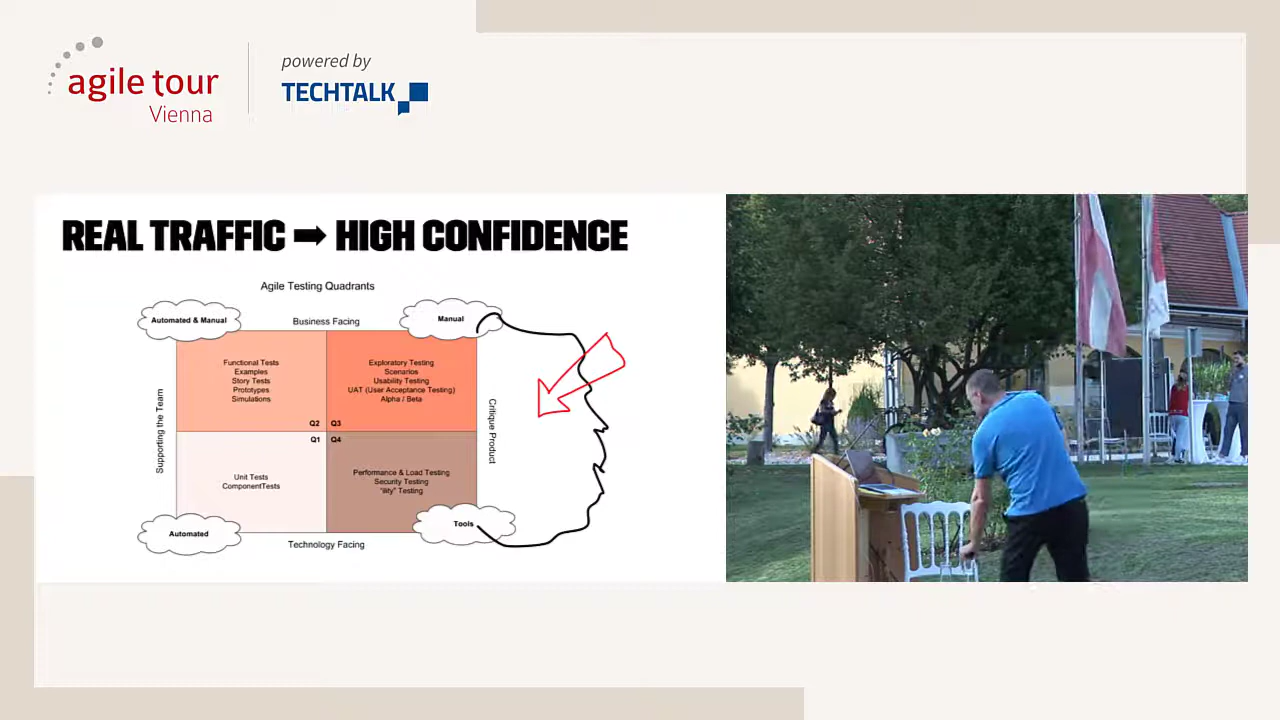 agile tour
Vienna
powered by
TECHTALK
REAL TRAFFIC ➡ HIGH CONFIDENCE
Agile Testing Quadrants
Automated & Manual
Business Facing
Manual
Supporting the Team
Functional Tests
Examples
Story Tests
Prototypes
Simulations
Q2
Exploratory Testing
Scenarios
Usability Testing
UAT (User Acceptance Testing)
Alpha / Beta
Q3
Critique Product
Q1
Unit Tests
ComponentTests
Q4
Performance & Load Testing
Security Testing
"ility" Testing
Automated
Technology Facing
Tools